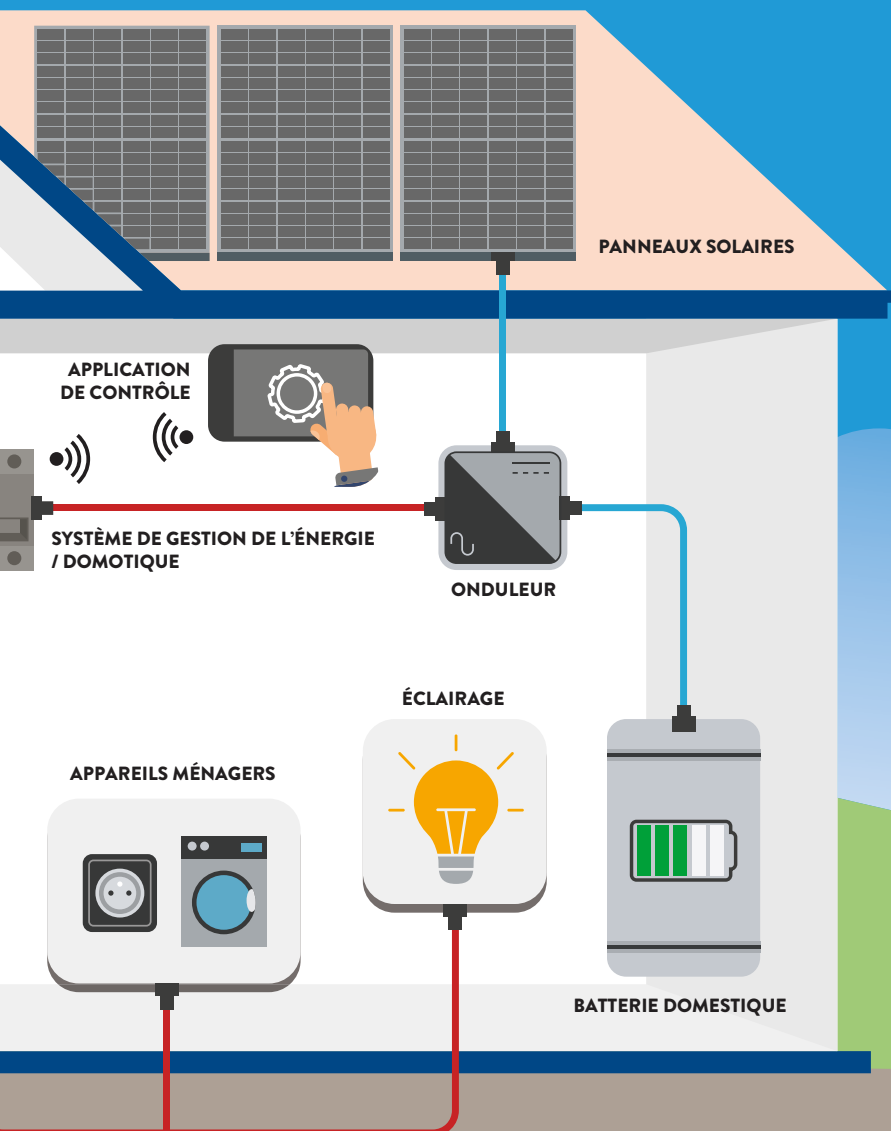 PANNEAUX SOLAIRES
APPLICATION
DE CONTRÔLE
SYSTÈME DE GESTION DE L'ÉNERGIE
/ DOMOTIQUE
ONDULEUR
ÉCLAIRAGE
APPAREILS MÉNAGERS
BATTERIE DOMESTIQUE